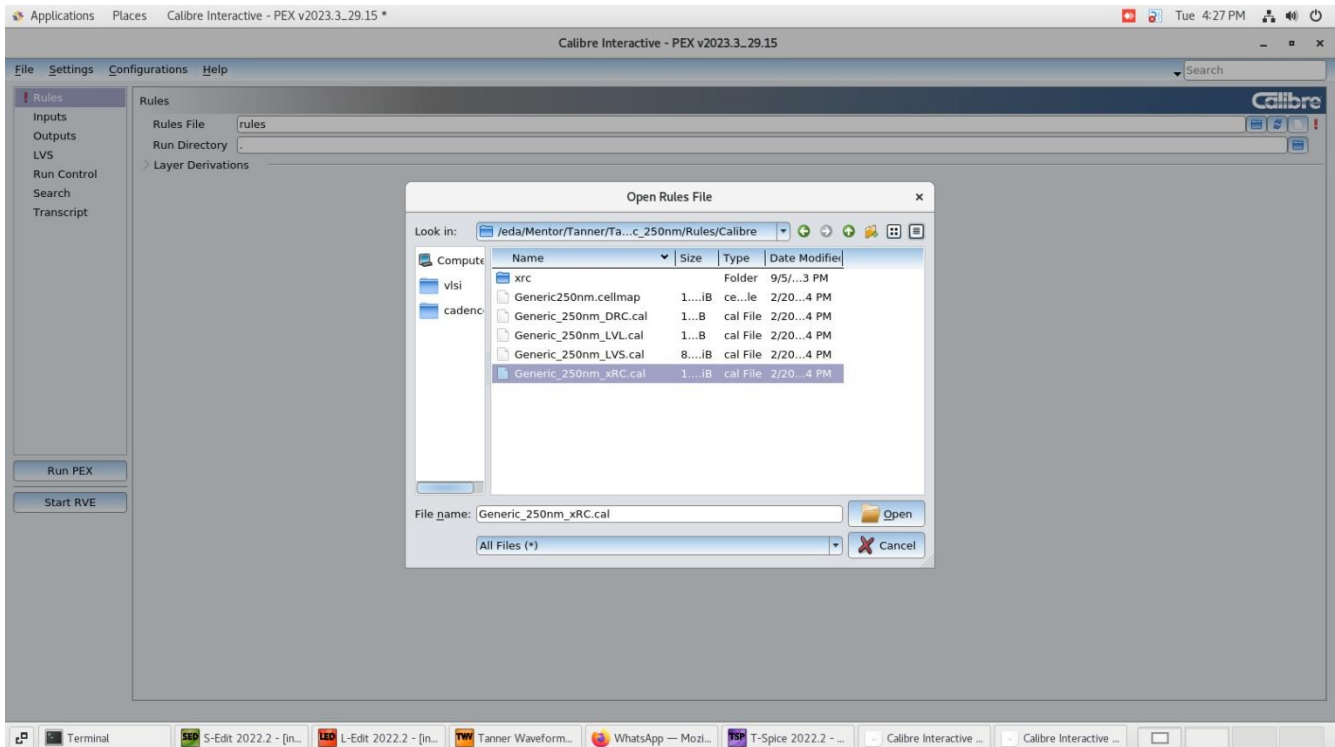 Applications Places Calibre Interactive - PEX v2023.3_29.15 * Tue 4:27 PM
Calibre Interactive - PEX v2023.3_29.15
File Settings Configurations Help Search
! Rules
Inputs
Outputs
LVS
Run Control
Search
Transcript
Run PEX
Start RVE
Rules Calibre
Rules File rules !
Run Directory .
Layer Derivations
Open Rules File
Look in: /eda/Mentor/Tanner/Ta...c_250nm/Rules/Calibre
Compute
vlsi
cadenc
Name Size Type Date Modified
xrc Folder 9/5/...3 PM
Generic250nm.cellmap 1....iB ce...le 2/20...4 PM
Generic_250nm_DRC.cal 1...B cal File 2/20...4 PM
Generic_250nm_LVL.cal 1...B cal File 2/20...4 PM
Generic_250nm_LVS.cal 8....iB cal File 2/20...4 PM
Generic_250nm_xRC.cal 1....iB cal File 2/20...4 PM
File name: Generic_250nm_xRC.cal Open
All Files (*) Cancel
Terminal SED S-Edit 2022.2 - [in... LED L-Edit 2022.2 - [in... TWV Tanner Waveform... WhatsApp — Mozi... TSP T-Spice 2022.2 - ... Calibre Interactive ... Calibre Interactive ...